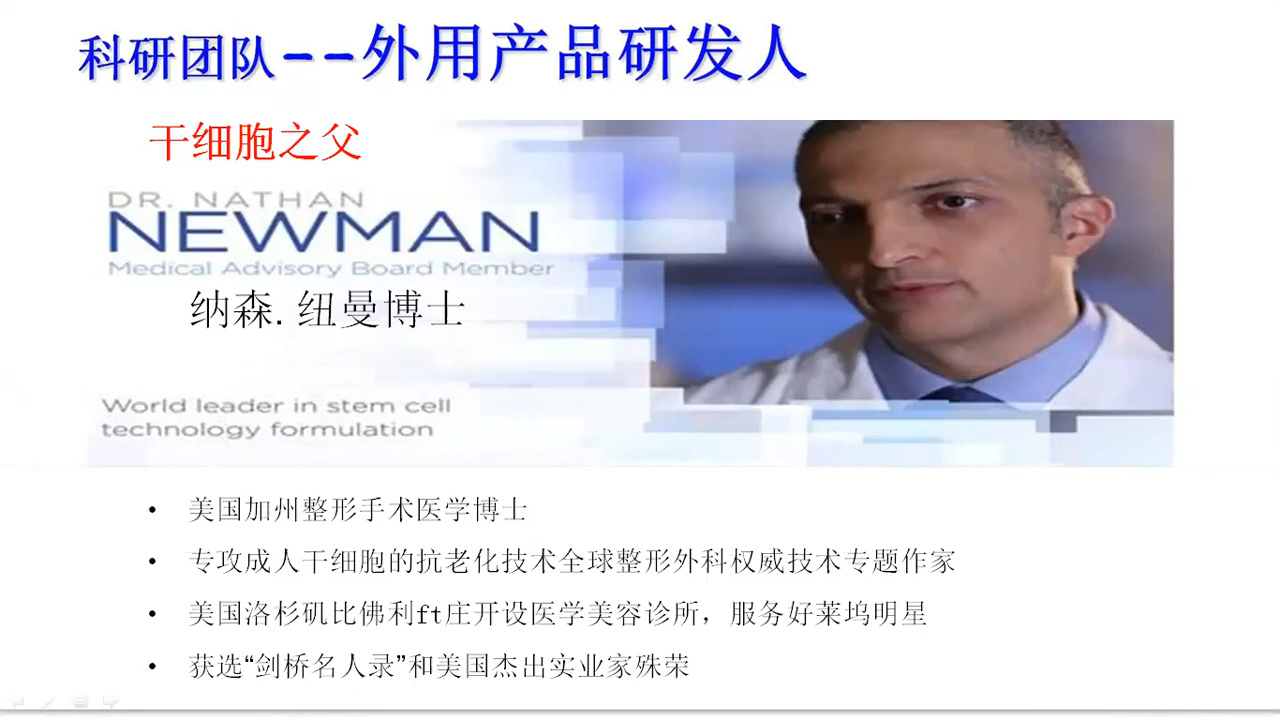 科研团队--外用产品研发人
干细胞之父
DR. NATHAN
NEWMAN
Medical Advisory Board Member
纳森.纽曼博士
World leader in stem cell
technology formulation
• 美国加州整形手术医学博士
• 专攻成人干细胞的抗老化技术全球整形外科权威技术专题作家
• 美国洛杉矶比佛利ft庄开设医学美容诊所，服务好莱坞明星
• 获选“剑桥名人录”和美国杰出实业家殊荣